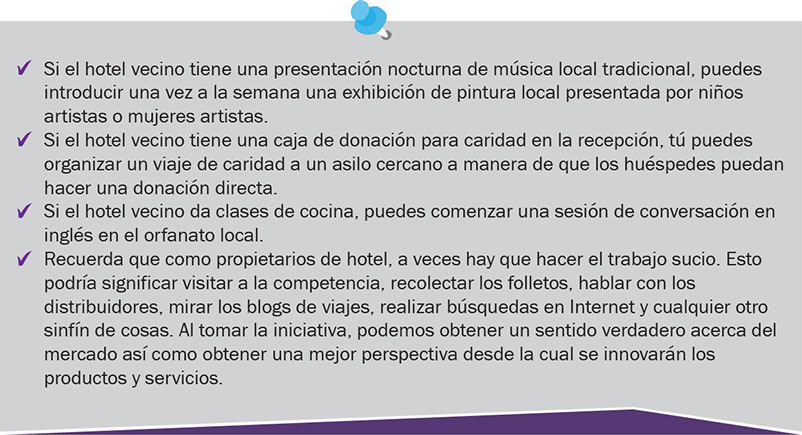 ✓ Si el hotel vecino tiene una presentación nocturna de música local tradicional, puedes
introducir una vez a la semana una exhibición de pintura local presentada por niños
artistas o mujeres artistas.
✓ Si el hotel vecino tiene una caja de donación para caridad en la recepción, tú puedes
organizar un viaje de caridad a un asilo cercano a manera de que los huéspedes puedan
hacer una donación directa.
✓ Si el hotel vecino da clases de cocina, puedes comenzar una sesión de conversación en
inglés en el orfanato local.
✓ Recuerda que como propietarios de hotel, a veces hay que hacer el trabajo sucio. Esto
podría significar visitar a la competencia, recolectar los folletos, hablar con los
distribuidores, mirar los blogs de viajes, realizar búsquedas en Internet y cualquier otro
sinfín de cosas. Al tomar la iniciativa, podemos obtener un sentido verdadero acerca del
mercado así como obtener una mejor perspectiva desde la cual se innovarán los
productos y servicios.